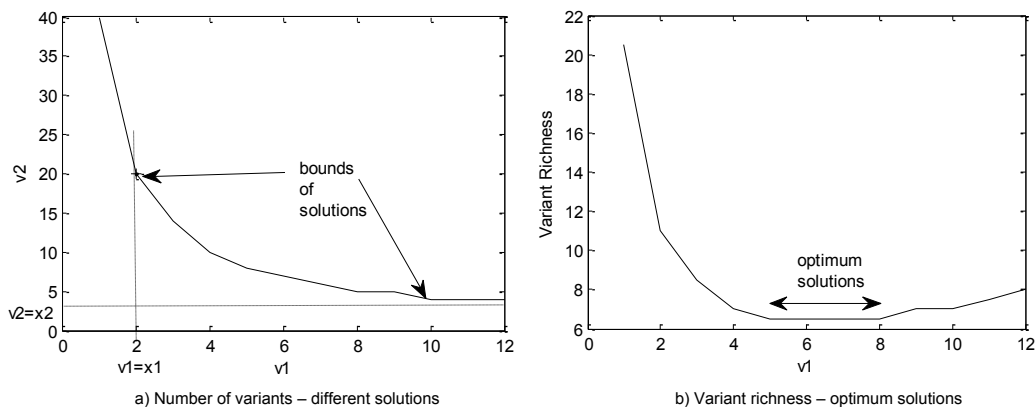 40
35
30
25
20
15
10
5
0
v2
v2=x2
bounds
of
solutions
0 2 4 6 8 10 12
v1=x1
v1
a) Number of variants – different solutions
22
20
18
16
14
12
10
8
6
Variant Richness
optimum
solutions
0 2 4 6 8 10 12
v1
b) Variant richness – optimum solutions